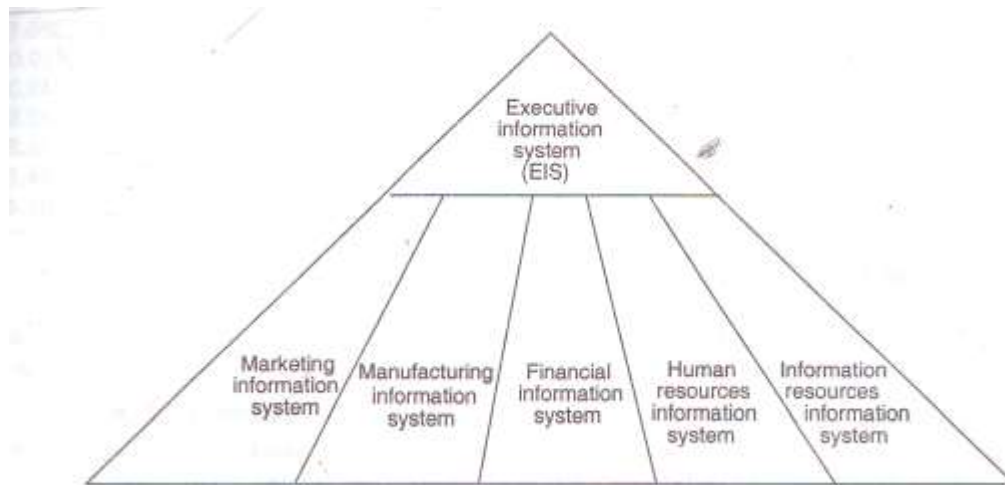 Executive
information
system
(EIS)
Marketing
information
system
Manufacturing
information
system
Financial
information
system
Human
resources
information
system
Information
resources
information
system